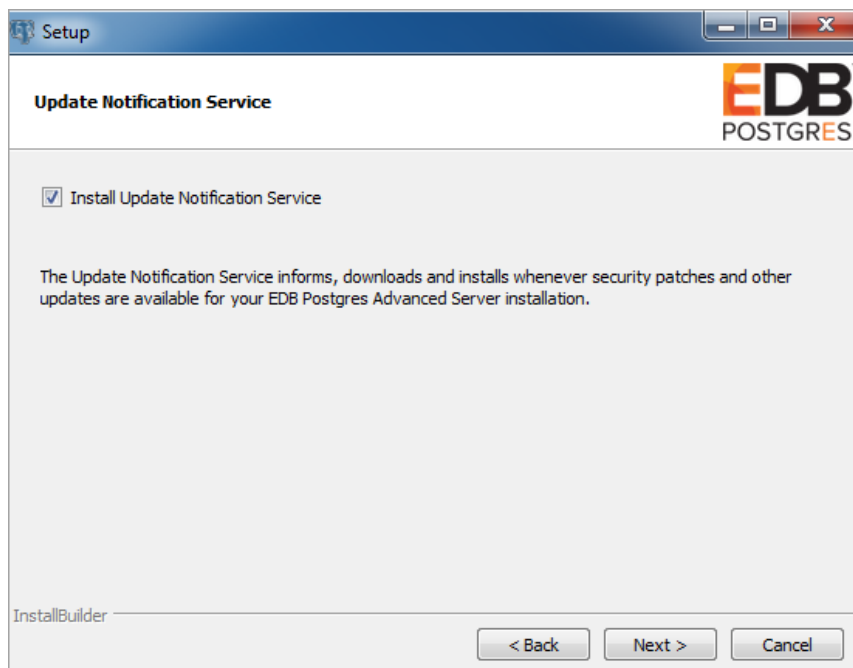 Setup
Update Notification Service
EDB
POSTGRES
Install Update Notification Service
The Update Notification Service informs, downloads and installs whenever security patches and other
updates are available for your EDB Postgres Advanced Server installation.
InstallBuilder
< Back
Next >
Cancel